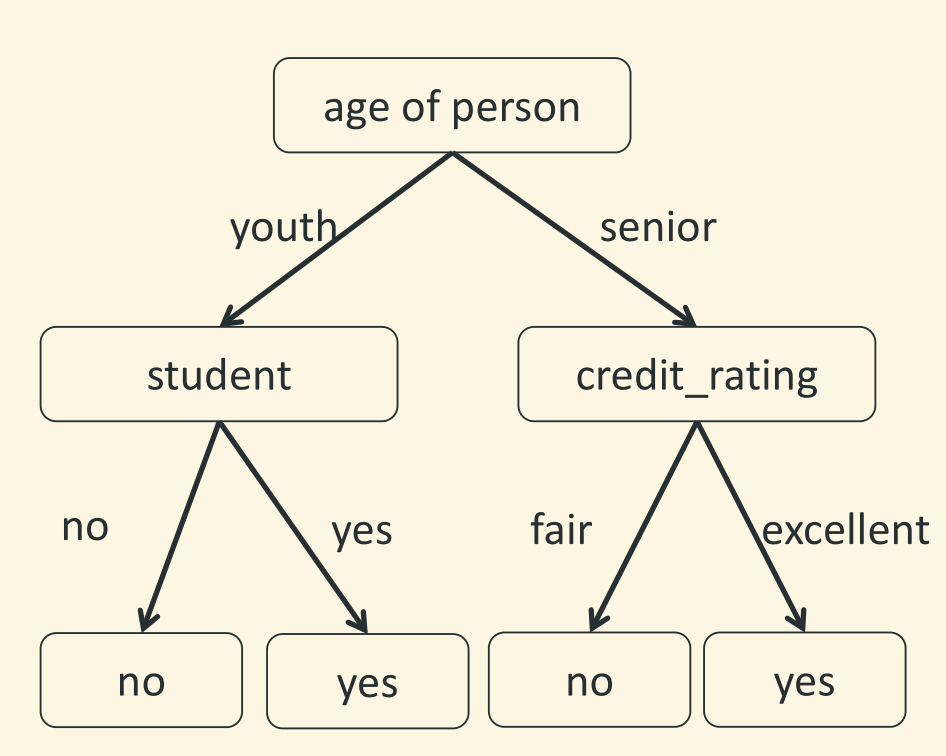 age of person
youth
senior
student
credit_rating
no
yes
fair
excellent
no
yes
no
yes